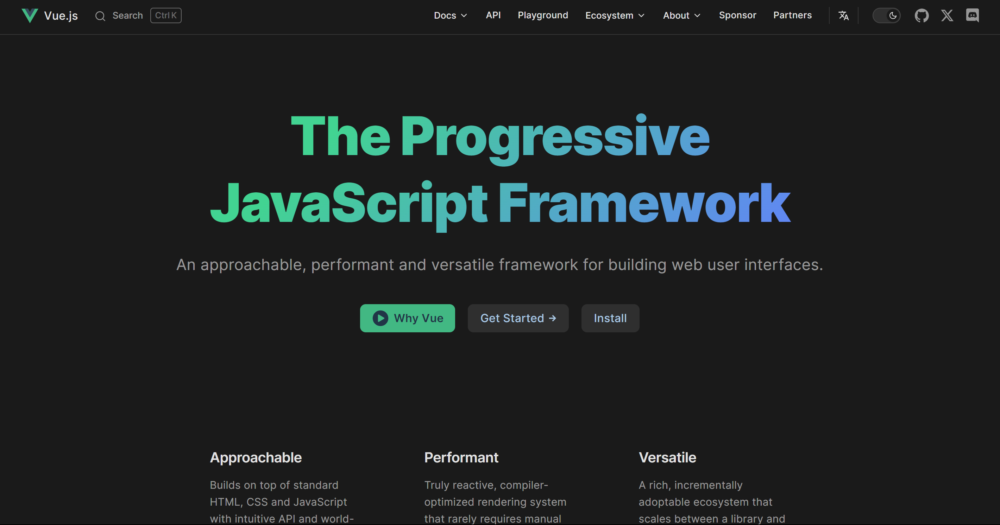 Vue.js Search Ctrl K Docs API Playground Ecosystem About Sponsor Partners
The Progressive
JavaScript Framework
An approachable, performant and versatile framework for building web user interfaces.
Why Vue Get Started → Install
Approachable
Builds on top of standard
HTML, CSS and JavaScript
with intuitive API and world-
Performant
Truly reactive, compiler-
optimized rendering system
that rarely requires manual
Versatile
A rich, incrementally
adoptable ecosystem that
scales between a library and